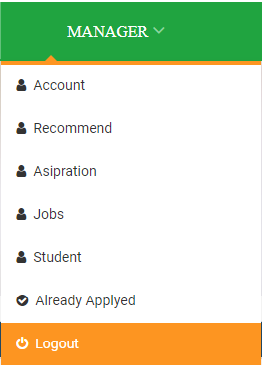 MANAGER
Account
Recommend
Asipration
Jobs
Student
Already Applyed
Logout